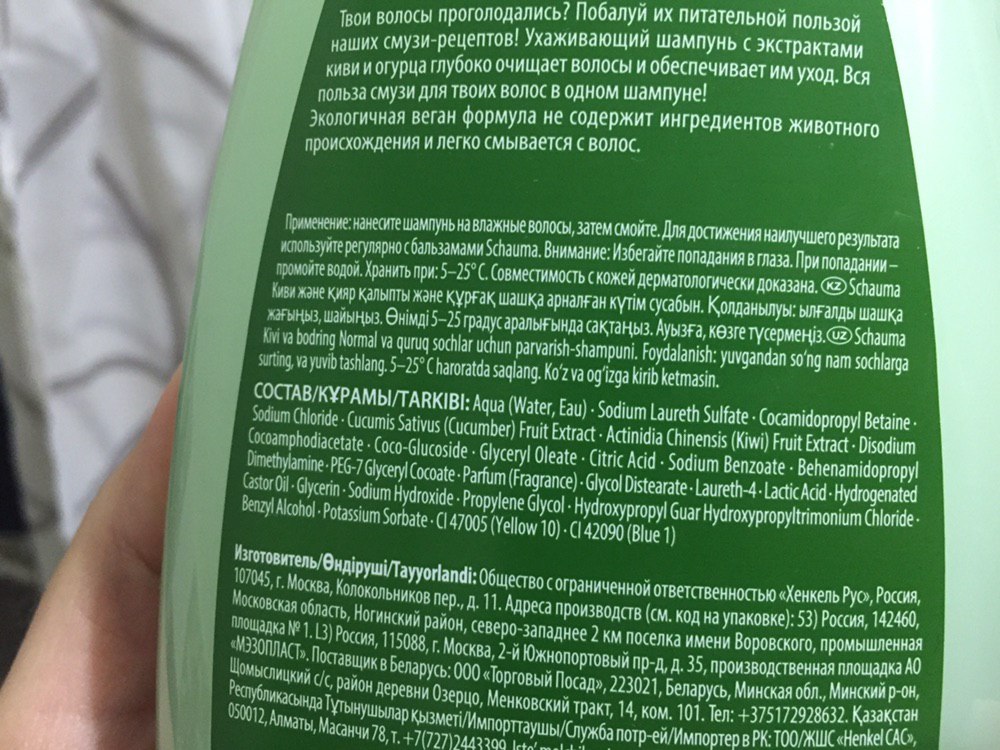 Твои волосы проголодались? Побалуй их питательной пользой
наших смузи-рецептов! Ухаживающий шампунь с экстрактами
киви и огурца глубоко очищает волосы и обеспечивает им уход. Вся
польза смузи для твоих волос в одном шампуне!
Экологичная веган формула не содержит ингредиентов животного
происхождения и легко смывается с волос.
Применение: нанесите шампунь на влажные волосы, затем смойте. Для достижения наилучшего результата
используйте регулярно с бальзамами Schauma. Внимание: Избегайте попадания в глаза. При попадании –
промойте водой. Хранить при: 5–25° C. Совместимость с кожей дерматологически доказана. KZ Schauma
Киви және қияр қалыпты және құрғақ шашқа арналған күтім сусабын. Қолданылуы: ылғалды шашқа
жағыңыз, шайыңыз. Өнімді 5–25 градус аралығында сақтаңыз. Ауызға, көзге түсермеңіз. UZ Schauma
Kivi va bodring Normal va quruq sochlar uchun parvarish-shampuni. Foydalanish: yuvgandan so‘ng nam sochlarga
surting, va yuvib tashlang. 5–25° C haroratda saqlang. Ko‘z va og‘izga kirib ketmasin.
СОСТАВ/ҚҰРАМЫ/TARKIBI: Aqua (Water, Eau) · Sodium Laureth Sulfate · Cocamidopropyl Betaine ·
Sodium Chloride · Cucumis Sativus (Cucumber) Fruit Extract · Actinidia Chinensis (Kiwi) Fruit Extract · Disodium
Cocoamphodiacetate · Coco-Glucoside · Glyceryl Oleate · Citric Acid · Sodium Benzoate · Behenamidopropyl
Dimethylamine · PEG-7 Glyceryl Cocoate · Parfum (Fragrance) · Glycol Distearate · Laureth-4 · Lactic Acid · Hydrogenated
Castor Oil · Glycerin · Sodium Hydroxide · Propylene Glycol · Hydroxypropyl Guar Hydroxypropyltrimonium Chloride ·
Benzyl Alcohol · Potassium Sorbate · CI 47005 (Yellow 10) · CI 42090 (Blue 1)
Изготовитель/Өндіруші/Tayyorlandi: Общество с ограниченной ответственностью «Хенкель Рус», Россия,
107045, г. Москва, Колокольников пер., д. 11. Адреса производств (см. код на упаковке): 53) Россия, 142460,
Московская область, Ногинский район, северо-западнее 2 км поселка имени Воровского, промышленная
площадка № 1. L3) Россия, 115088, г. Москва, 2-й Южнопортовый пр-д, д. 35, производственная площадка АО
«МЭЗОПЛАСТ». Поставщик в Беларусь: ООО «Торговый Посад», 223021, Беларусь, Минская обл., Минский р-он,
Щомыслицкий с/с, район деревни Озерцо, Менковский тракт, 14, ком. 101. Тел: +375172928632. Қазақстан
Республикасында Тұтынушылар қызметі/Импорттаушы/Служба потребителей/Импортер в РК: ТОО/ЖШС «Henkel САС»,
050012, Алматы, Масанчи 78, т. +7(727)2443399